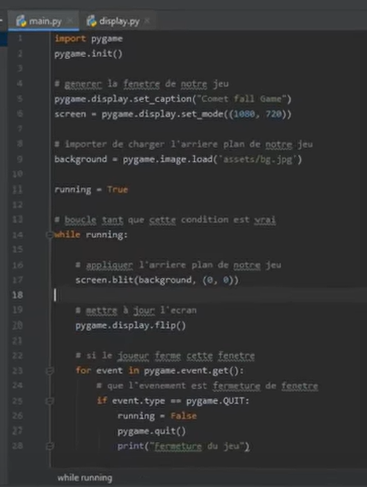 main.py display.py
1 import pygame
2 pygame.init()
3
4 # generer la fenetre de notre jeu
5 pygame.display.set_caption("Comet fall Game")
6 screen = pygame.display.set_mode((1080, 720))
7
8 # importer de charger l'arriere plan de notre jeu
9 background = pygame.image.load('assets/bg.jpg')
10
11 running = True
12
13 # boucle tant que cette condition est vrai
14 while running:
15
16 # appliquer l'arriere plan de notre jeu
17 screen.blit(background, (0, 0))
18
19 # mettre à jour l'ecran
20 pygame.display.flip()
21
22 # si le joueur ferme cette fenetre
23 for event in pygame.event.get():
24 # que l'evenement est fermeture de fenetre
25 if event.type == pygame.QUIT:
26 running = False
27 pygame.quit()
28 print("Fermeture du jeu")
while running